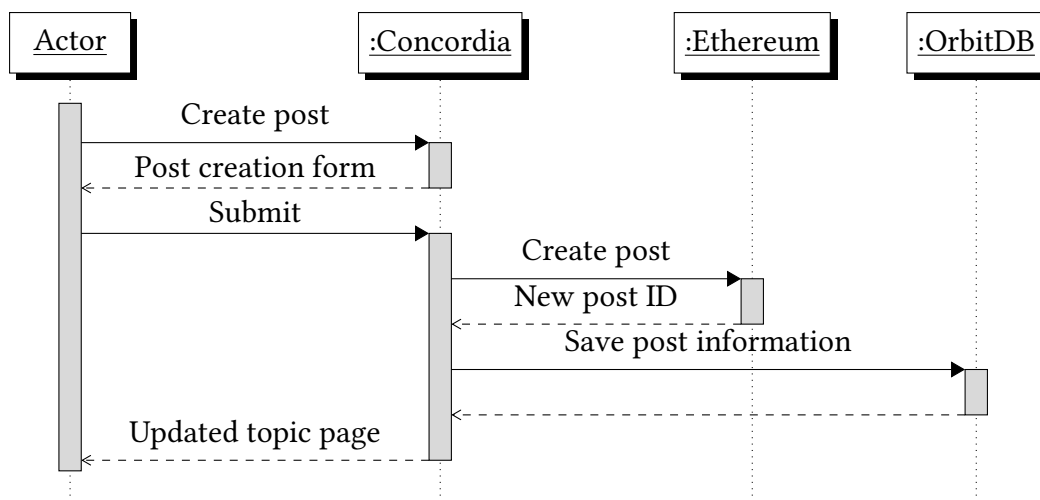 Actor
:Concordia
:Ethereum
:OrbitDB
Create post
Post creation form
Submit
Create post
New post ID
Save post information
Updated topic page